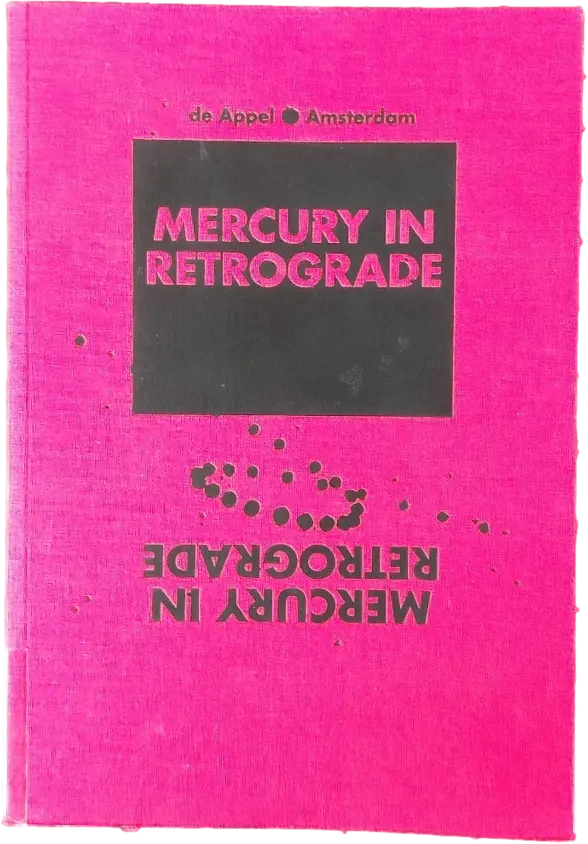 de Appel ● Amsterdam
MERCURY IN
RETROGRADE
MERCURY IN
RETROGRADE